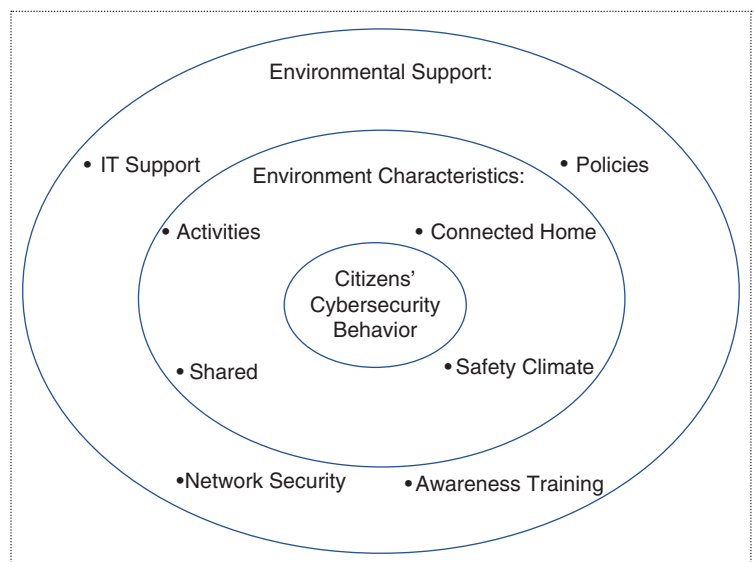 Environmental Support:
• IT Support
• Policies
Environment Characteristics:
• Activities
• Connected Home
Citizens’
Cybersecurity
Behavior
• Shared
• Safety Climate
•Network Security
•Awareness Training